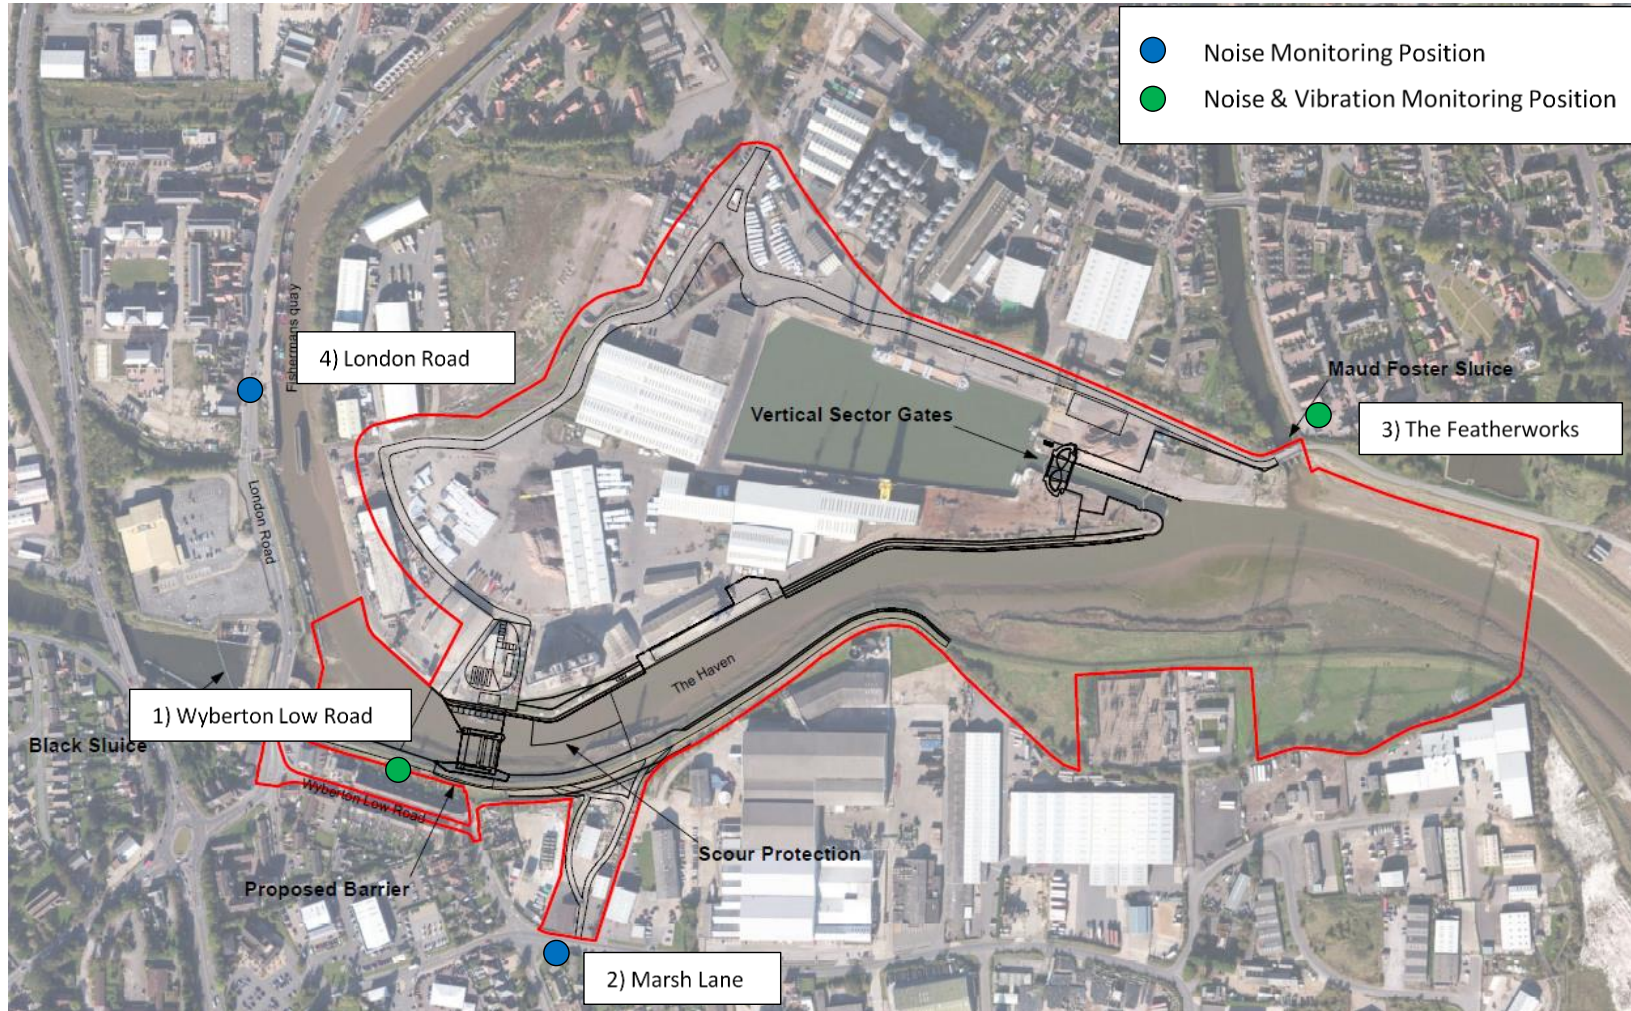 Noise Monitoring Position
Noise & Vibration Monitoring Position
Fishermans quay
4) London Road
Maud Foster Sluice
Vertical Sector Gates
3) The Featherworks
London Road
The Haven
1) Wyberton Low Road
Black Sluice
Wyberton Low Road
Scour Protection
Proposed Barrier
2) Marsh Lane